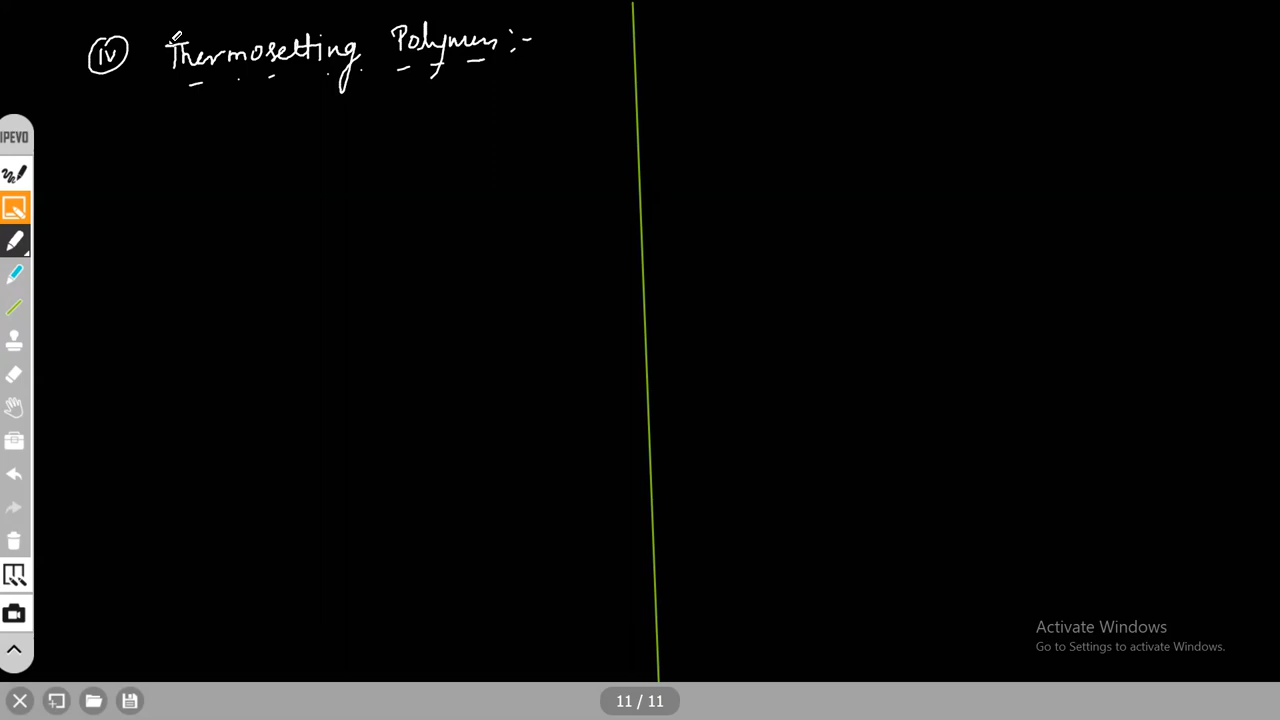 (iv) Thermosetting Polymers :-
IPEVO
Activate Windows
Go to Settings to activate Windows.
11 / 11